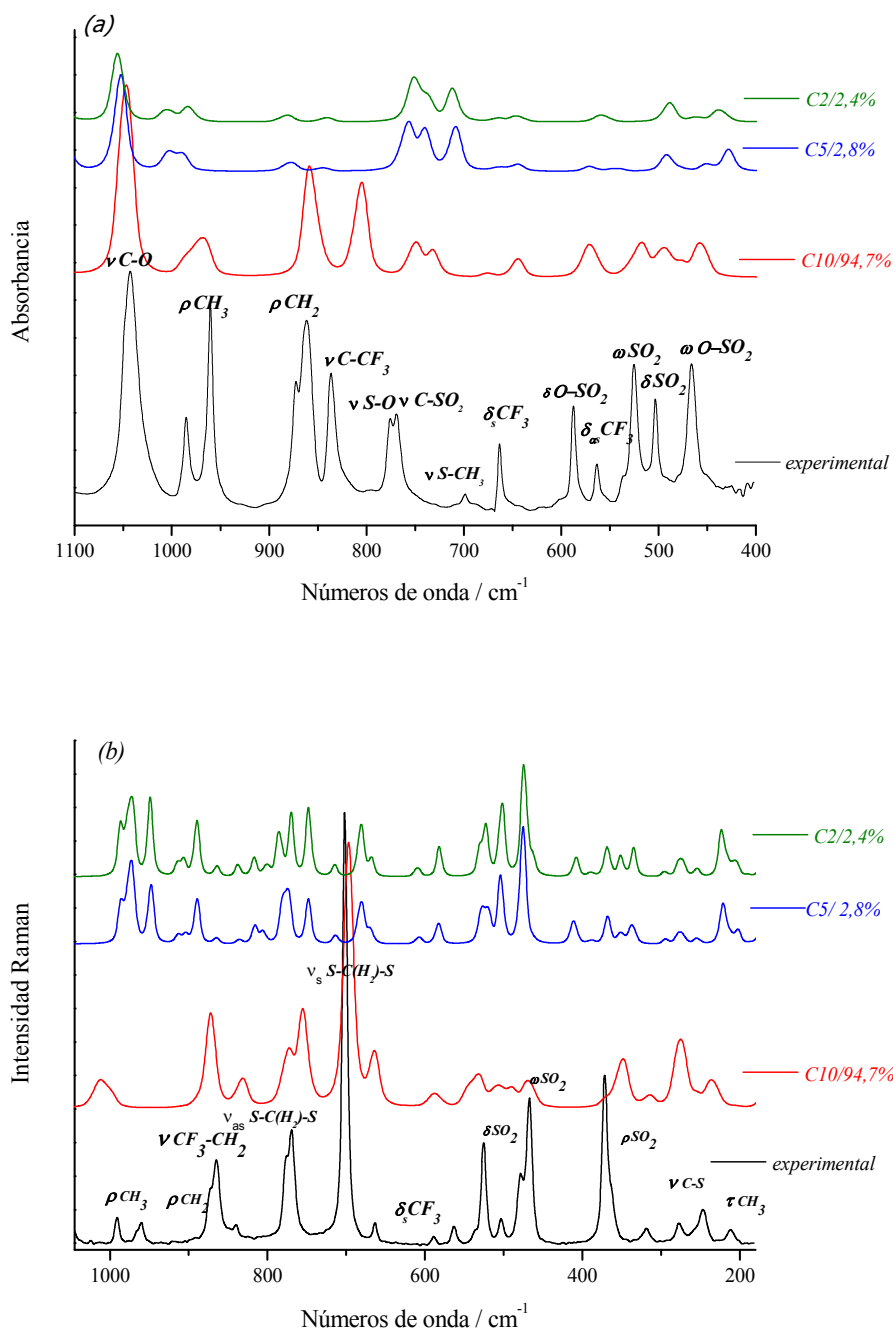 (a)
C2/2,4%
C5/2,8%
C10/94,7%
experimental
ν C-O
ρ CH3
ρ CH2
ν C-CF3
ν S-O ν C-SO2
ν S-CH3
δs CF3
δ O-SO2
δas CF3
ω SO2
δ SO2
ω O-SO2
Absorbancia
1100 1000 900 800 700 600 500 400
Números de onda / cm-1
(b)
C2/2,4%
C5/ 2,8%
C10/94,7%
experimental
νs S-C(H2)-S
νas S-C(H2)-S
ν CF3-CH2
ρ CH3
ρ CH2
δs CF3
δ SO2
ω SO2
ρ SO2
ν C-S
τ CH3
Intensidad Raman
1000 800 600 400 200
Números de onda / cm-1